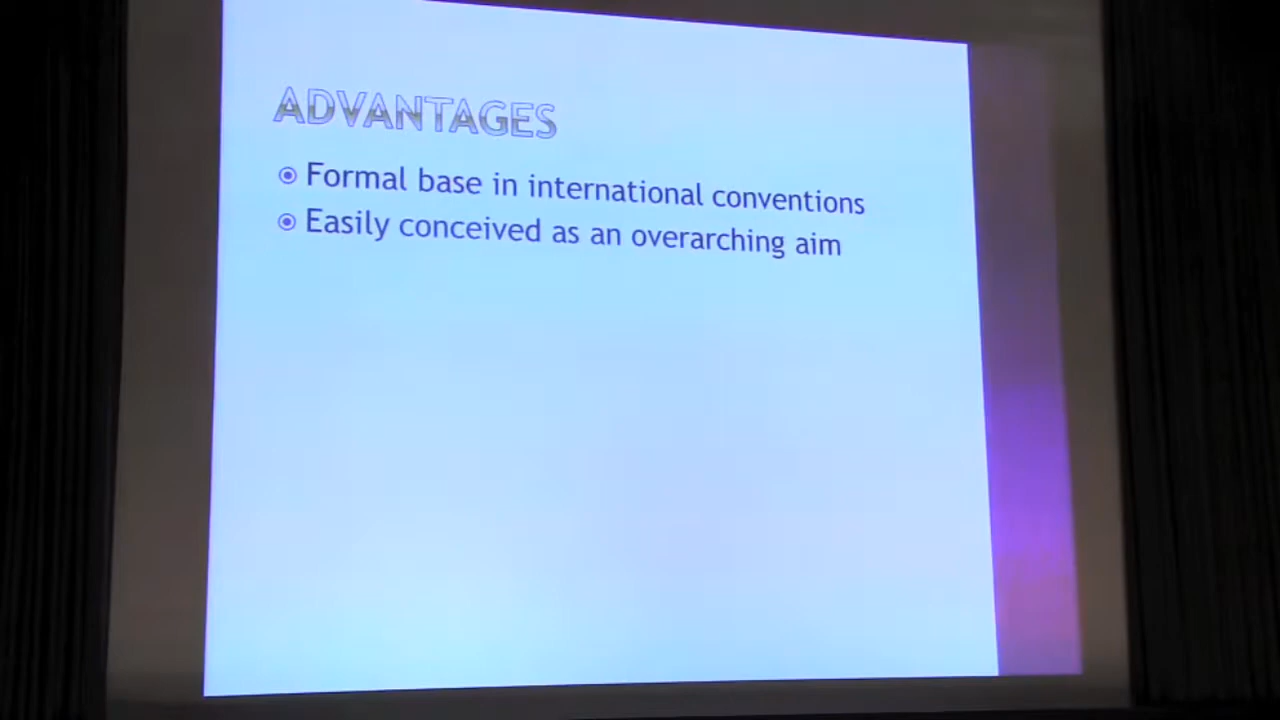 ADVANTAGES
Formal base in international conventions
Easily conceived as an overarching aim